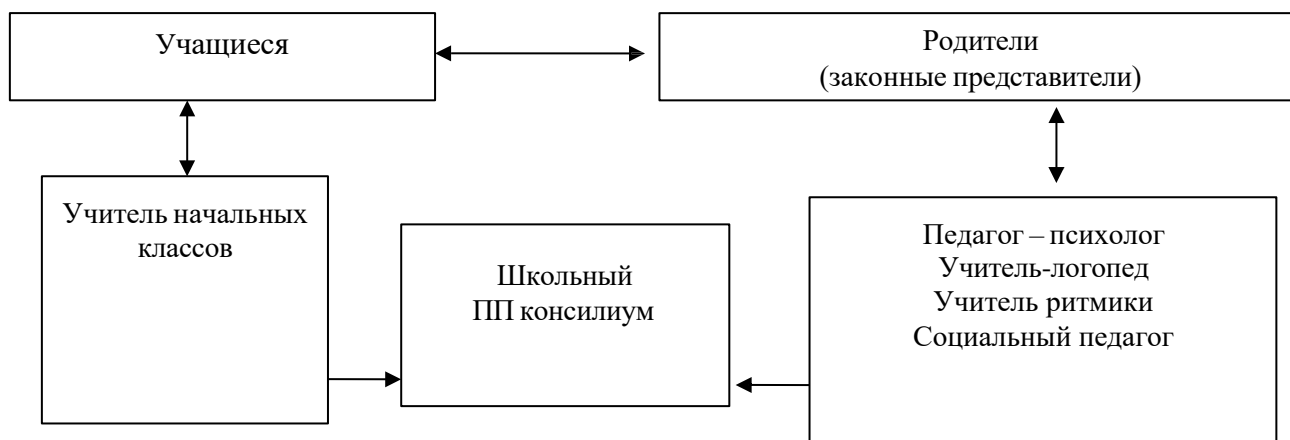 Учащиеся
Родители
(законные представители)
Учитель начальных
классов
Школьный
ПП консилиум
Педагог – психолог
Учитель-логопед
Учитель ритмики
Социальный педагог